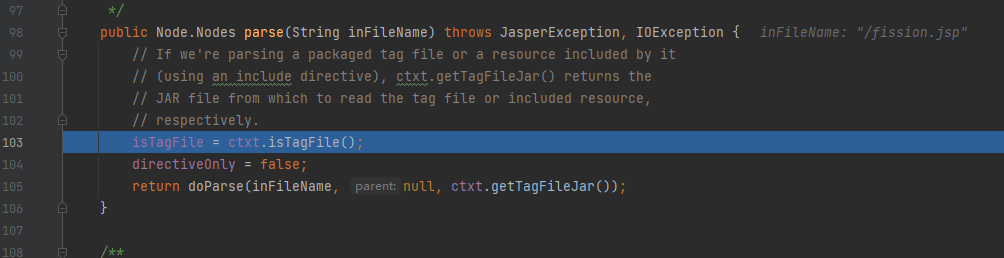 97 */
98 public Node.Nodes parse(String inFileName) throws JasperException, IOException { inFileName: "/fission.jsp"
99 // If we're parsing a packaged tag file or a resource included by it
100 // (using an include directive), ctxt.getTagFileJar() returns the
101 // JAR file from which to read the tag file or included resource,
102 // respectively.
103 isTagFile = ctxt.isTagFile();
104 directiveOnly = false;
105 return doParse(inFileName, parent: null, ctxt.getTagFileJar());
106 }
107
108 /**